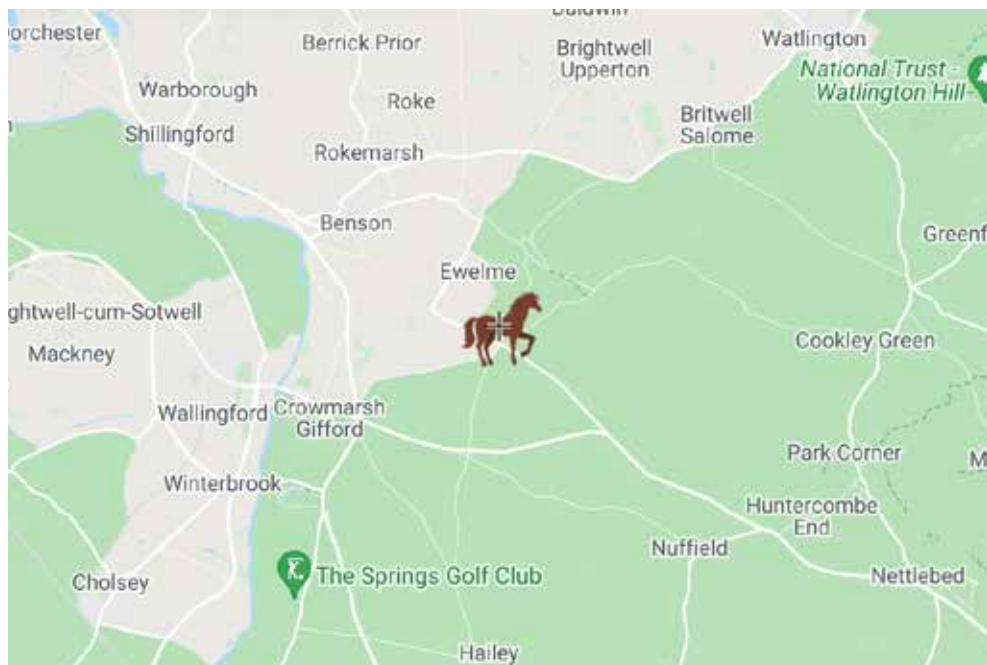 Baldwin
orchester
Berrick Prior
Brightwell
Upperton
Watlington
National Trust -
Watlington Hill
Warborough
Roke
Britwell
Salome
Shillingford
Rokemarsh
Benson
Greenf
Ewelme
ghtwell-cum-Sotwell
Mackney
Cookley Green
Wallingford
Crowmarsh
Gifford
Park Corner
M
Winterbrook
Huntercombe
End
Nuffield
The Springs Golf Club
Cholsey
Nettlebed
Hailey